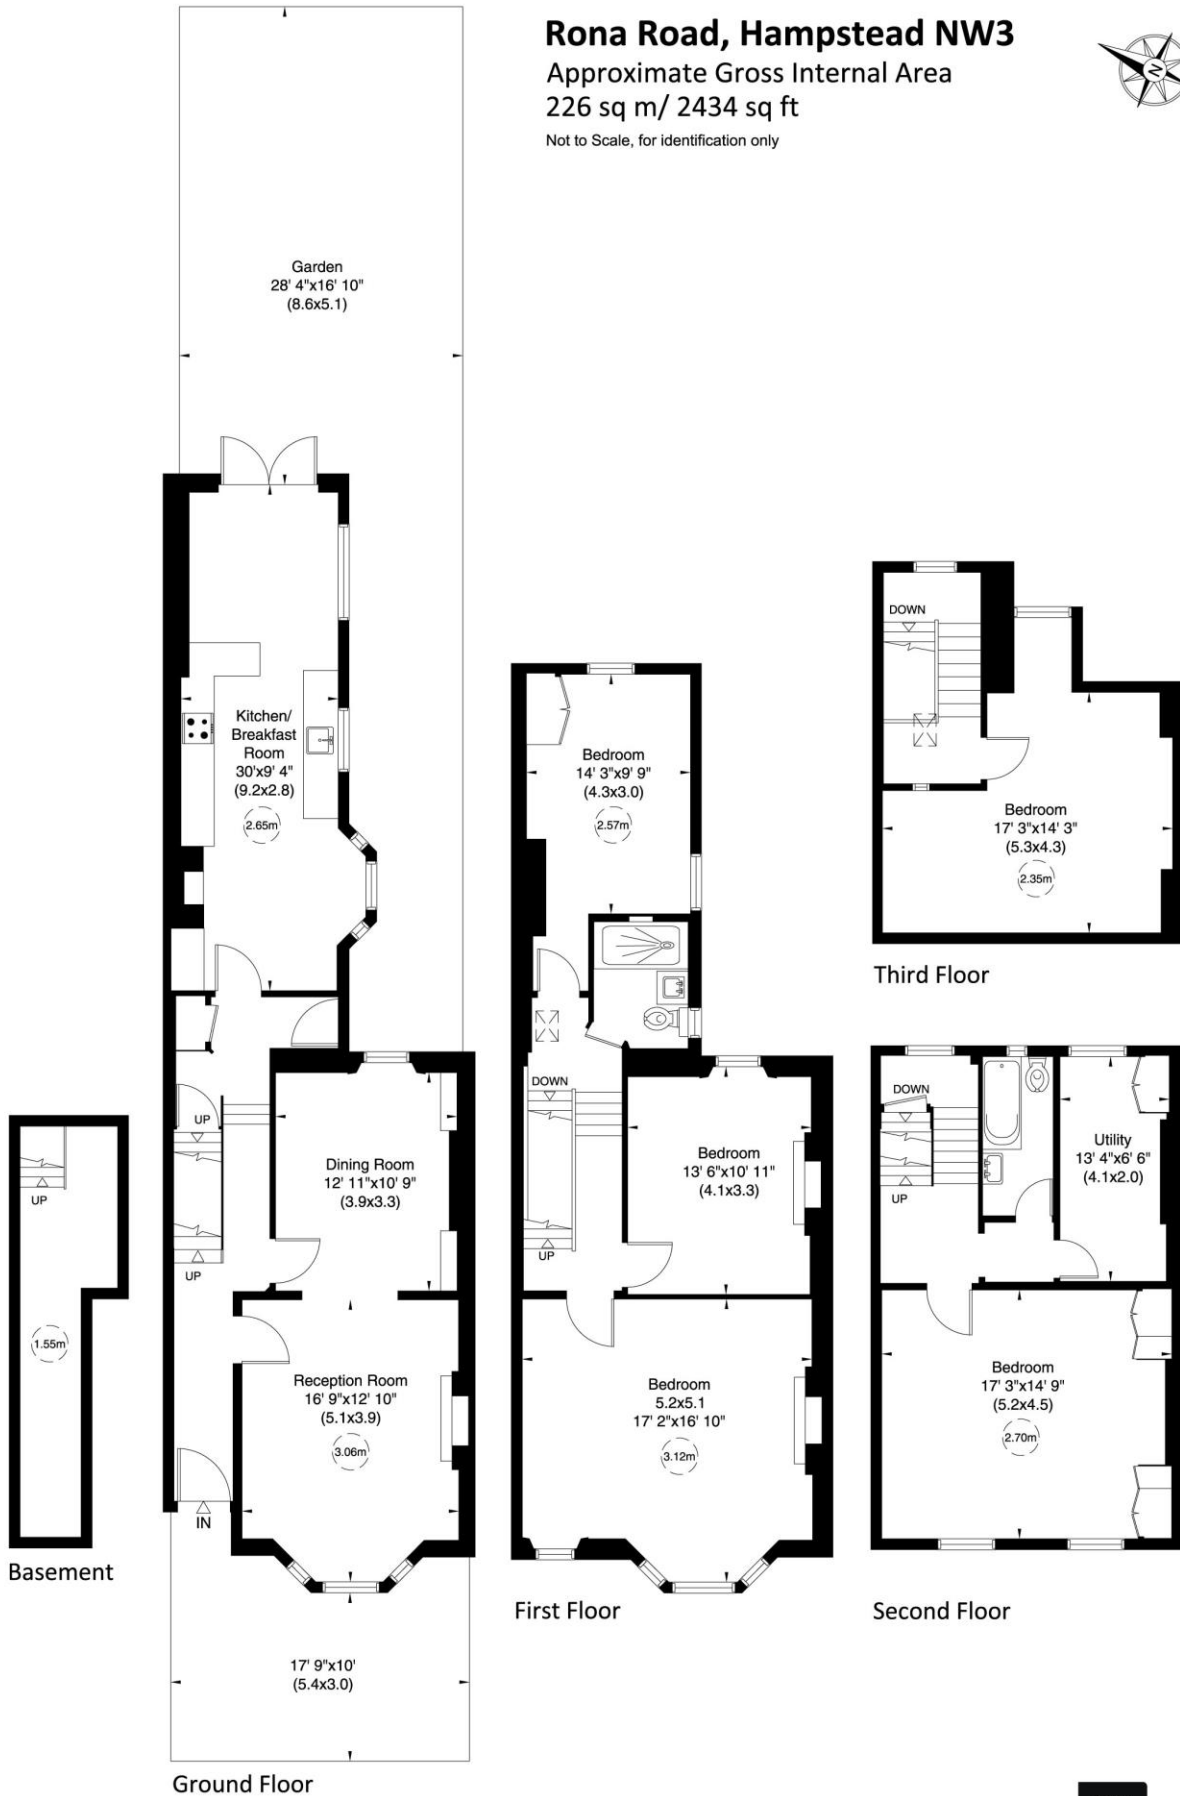 Rona Road, Hampstead NW3
Approximate Gross Internal Area
226 sq m/ 2434 sq ft
Not to Scale, for identification only
N
Garden
28' 4"x16' 10"
(8.6x5.1)
Kitchen/
Breakfast
Room
30'x9' 4"
(9.2x2.8)
2.65m
UP
UP
Dining Room
12' 11"x10' 9"
(3.9x3.3)
Reception Room
16' 9"x12' 10"
(5.1x3.9)
3.06m
IN
17' 9"x10'
(5.4x3.0)
Ground Floor
UP
1.55m
Basement
Bedroom
14' 3"x9' 9"
(4.3x3.0)
2.57m
DOWN
UP
Bedroom
13' 6"x10' 11"
(4.1x3.3)
Bedroom
5.2x5.1
17' 2"x16' 10"
3.12m
First Floor
DOWN
Bedroom
17' 3"x14' 3"
(5.3x4.3)
2.35m
Third Floor
DOWN
UP
Utility
13' 4"x6' 6"
(4.1x2.0)
Bedroom
17' 3"x14' 9"
(5.2x4.5)
2.70m
Second Floor